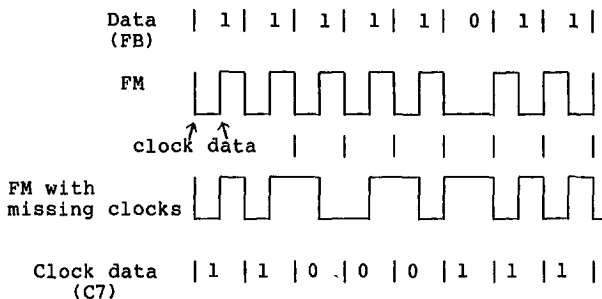 Data | 1 | 1 | 1 | 1 | 1 | 0 | 1 | 1 |
(FB)
FM
clock data
FM with
missing clocks
Clock data | 1 | 1 | 0 | 0 | 0 | 1 | 1 | 1 |
(C7)